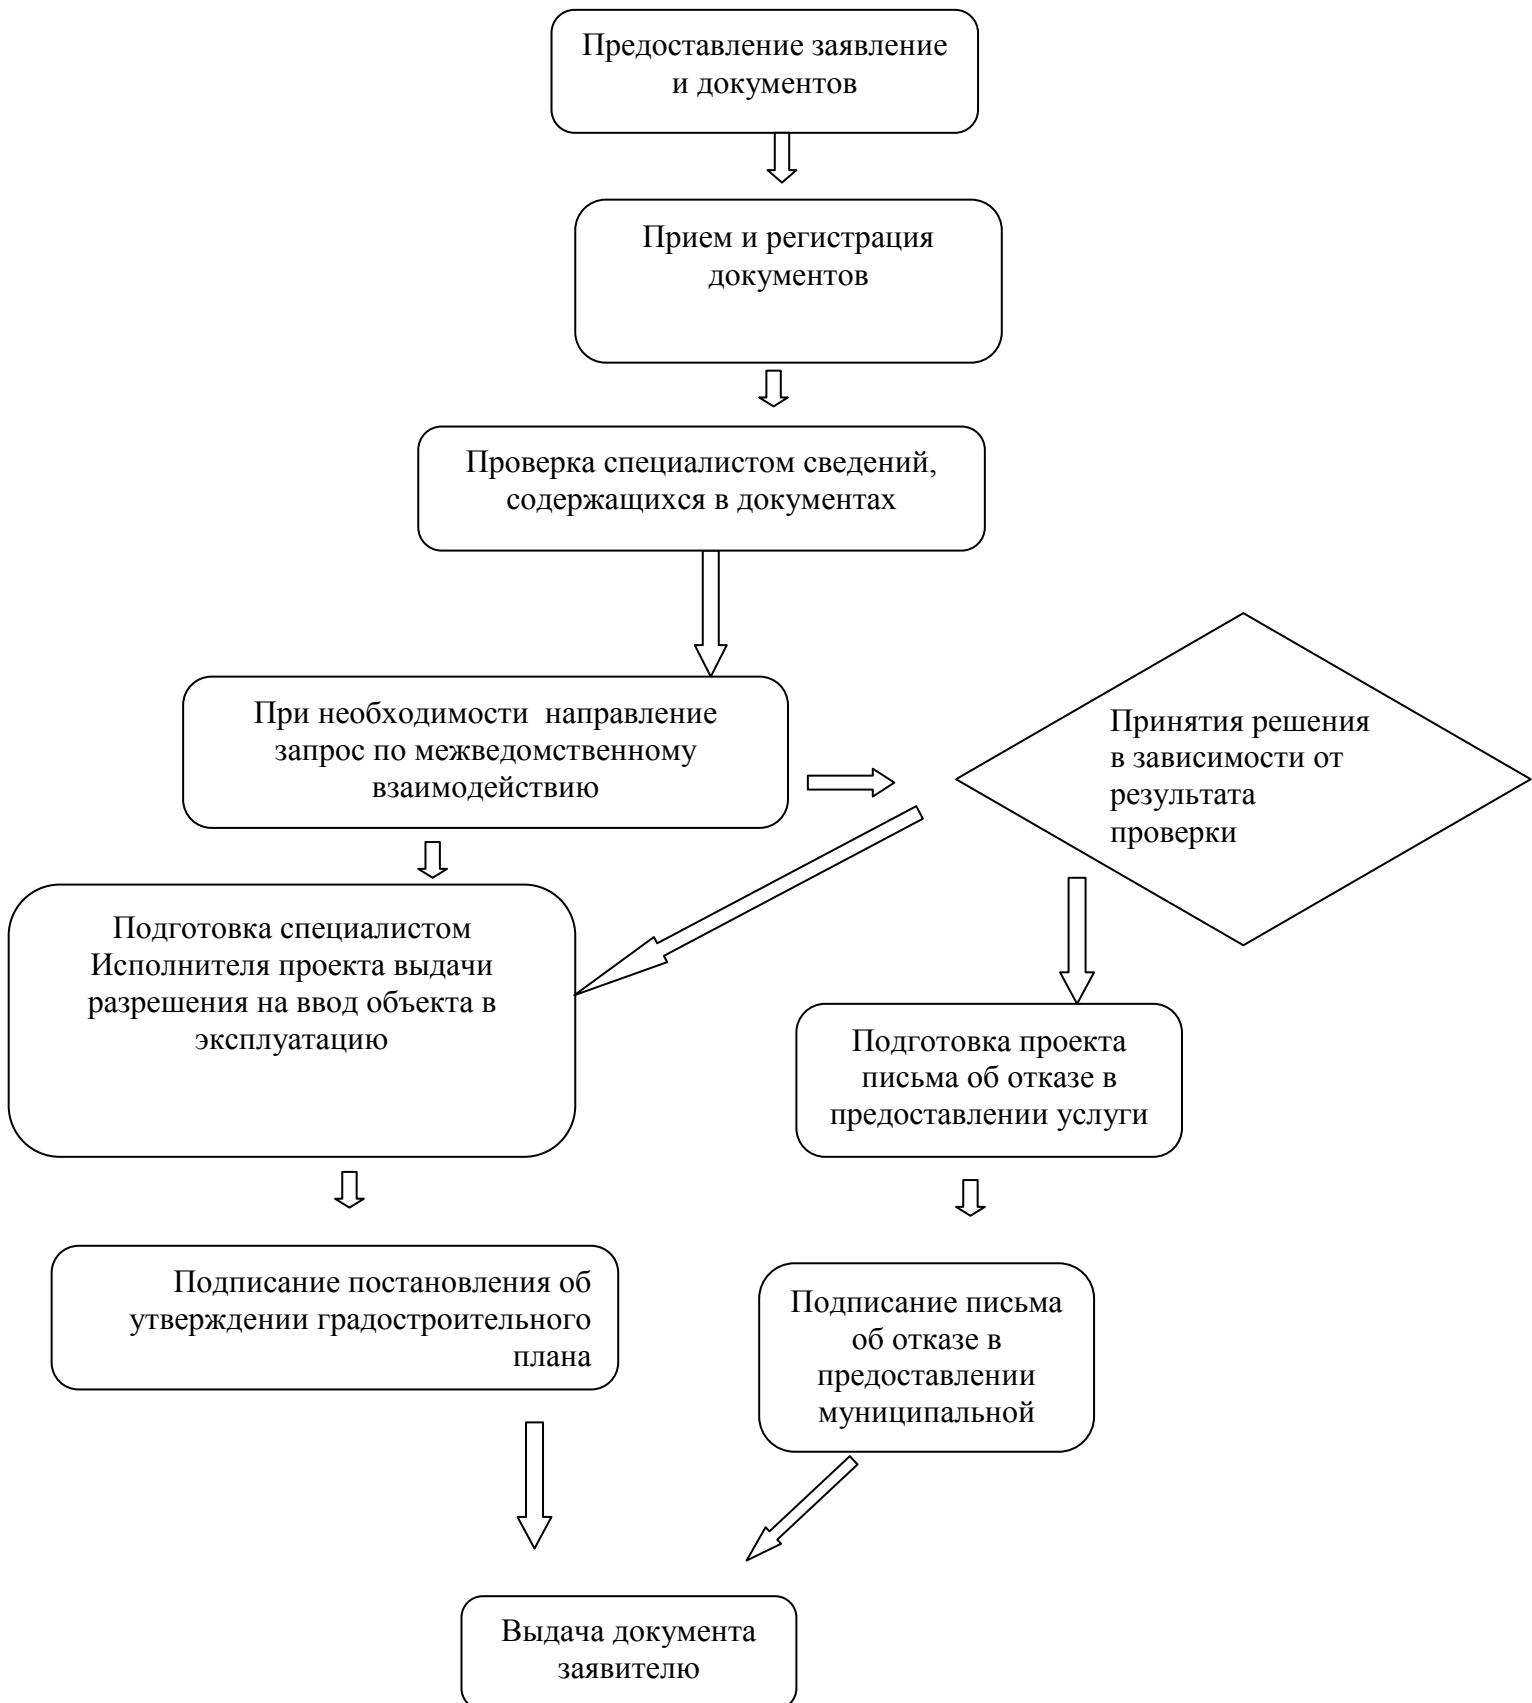 Предоставление заявление
и документов
Прием и регистрация
документов
Проверка специалистом сведений,
содержащихся в документах
При необходимости  направление
запрос по межведомственному
взаимодействию
Принятия решения
в зависимости от
результата
проверки
Подготовка специалистом
Исполнителя проекта выдачи
разрешения на ввод объекта в
эксплуатацию
Подготовка проекта
письма об отказе в
предоставлении услуги
Подписание постановления об
утверждении градостроительного
плана
Подписание письма
об отказе в
предоставлении
муниципальной
Выдача документа
заявителю